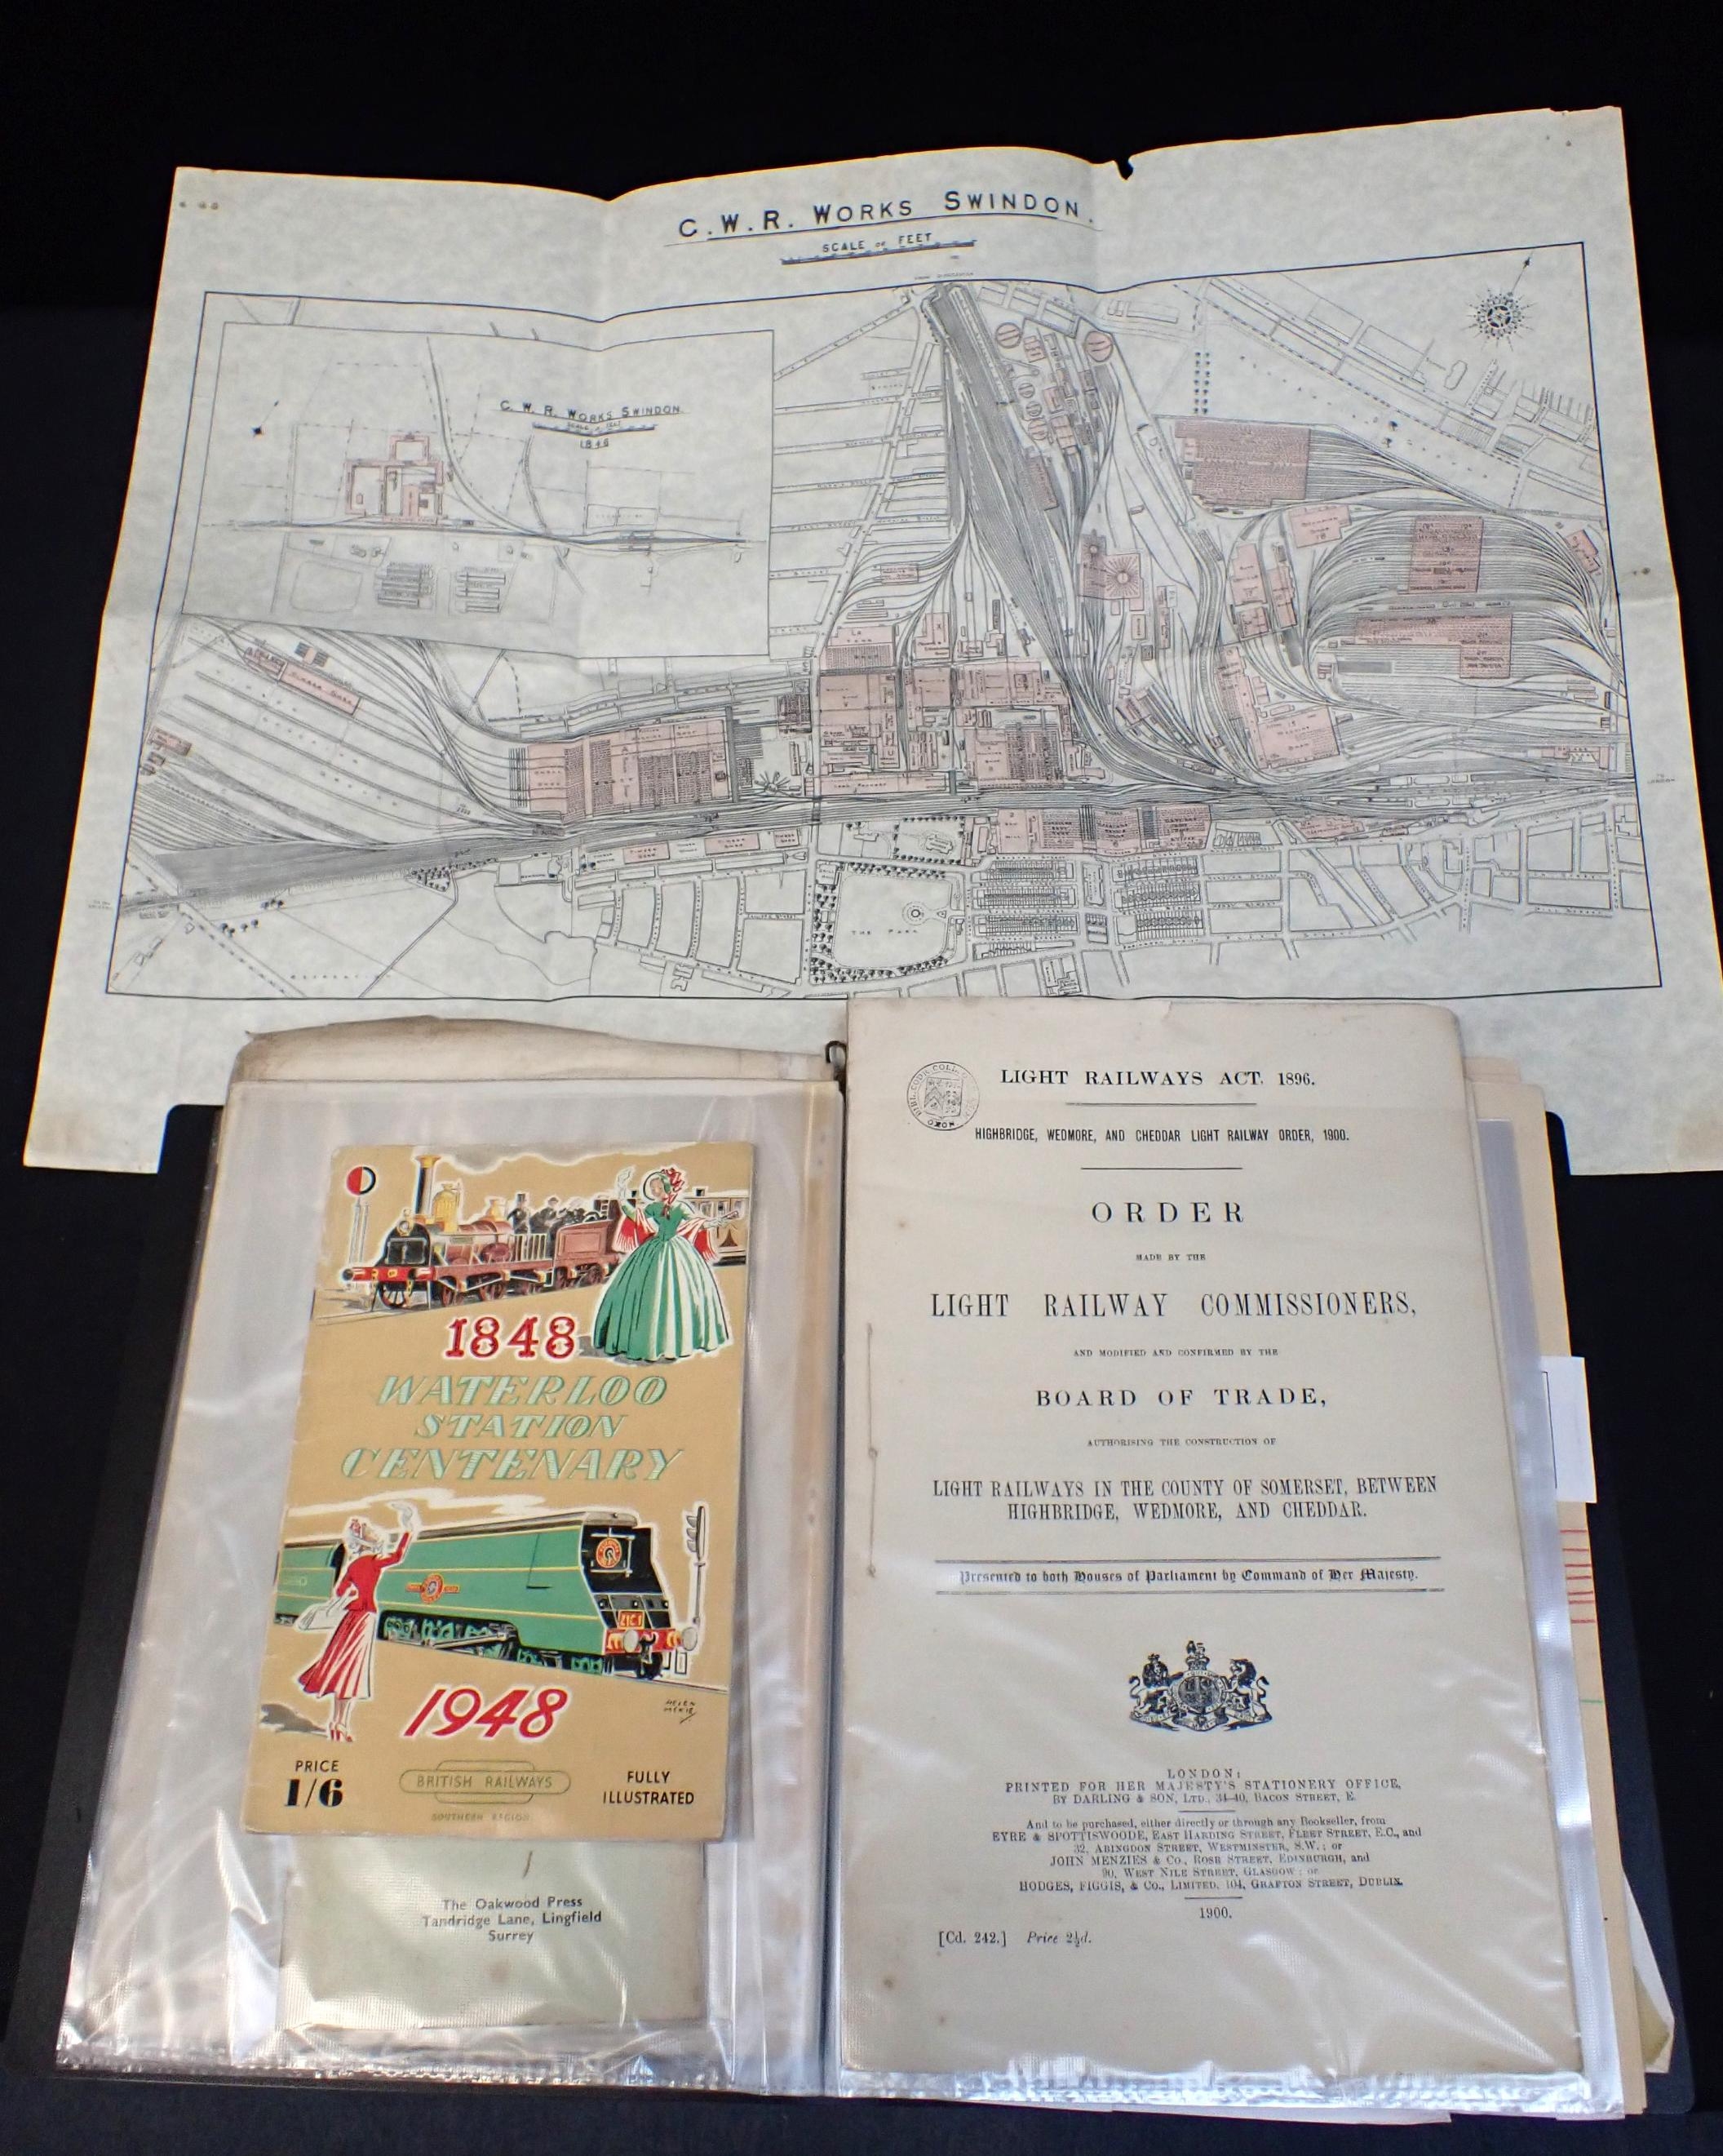 G.W.R. WORKS SWINDON.
SCALE OF FEET
G.W.R. WORKS SWINDON.
SCALE OF FEET
1846
THE PARK
1848
WATERLOO
STATION
CENTENARY
21C1
1948
HELEN
MCKIE
PRICE
1/6
BRITISH RAILWAYS
SOUTHERN REGION
FULLY
ILLUSTRATED
The Oakwood Press
Tandridge Lane, Lingfield
Surrey
LIGHT RAILWAYS ACT, 1896.
HIGHBRIDGE, WEDMORE, AND CHEDDAR LIGHT RAILWAY ORDER, 1900.
ORDER
MADE BY THE
LIGHT RAILWAY COMMISSIONERS,
AND MODIFIED AND CONFIRMED BY THE
BOARD OF TRADE,
AUTHORISING THE CONSTRUCTION OF
LIGHT RAILWAYS IN THE COUNTY OF SOMERSET, BETWEEN
HIGHBRIDGE, WEDMORE, AND CHEDDAR.
Presented to both Houses of Parliament by Command of Her Majesty.
LONDON:
PRINTED FOR HER MAJESTY'S STATIONERY OFFICE,
BY DARLING & SON, LTD., 34-40, BACON STREET, E.
And to be purchased, either directly or through any Bookseller, from
EYRE & SPOTTISWOODE, EAST HARDING STREET, FLEET STREET, E.C., and
32, ABINGDON STREET, WESTMINSTER, S.W.; or
JOHN MENZIES & Co., ROSE STREET, EDINBURGH, and
90, WEST NILE STREET, GLASGOW; or
HODGES, FIGGIS, & Co., LIMITED, 104, GRAFTON STREET, DUBLIN.
1900.
[Cd. 242.] Price 2½d.